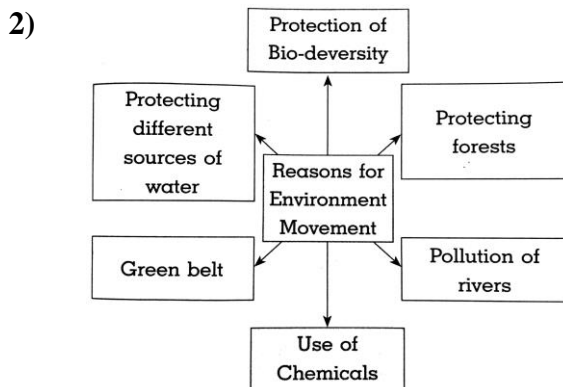 2)
Protection of
Bio-deversity
Protecting
different
sources of
water
Protecting
forests
Reasons for
Environment
Movement
Green belt
Pollution of
rivers
Use of
Chemicals